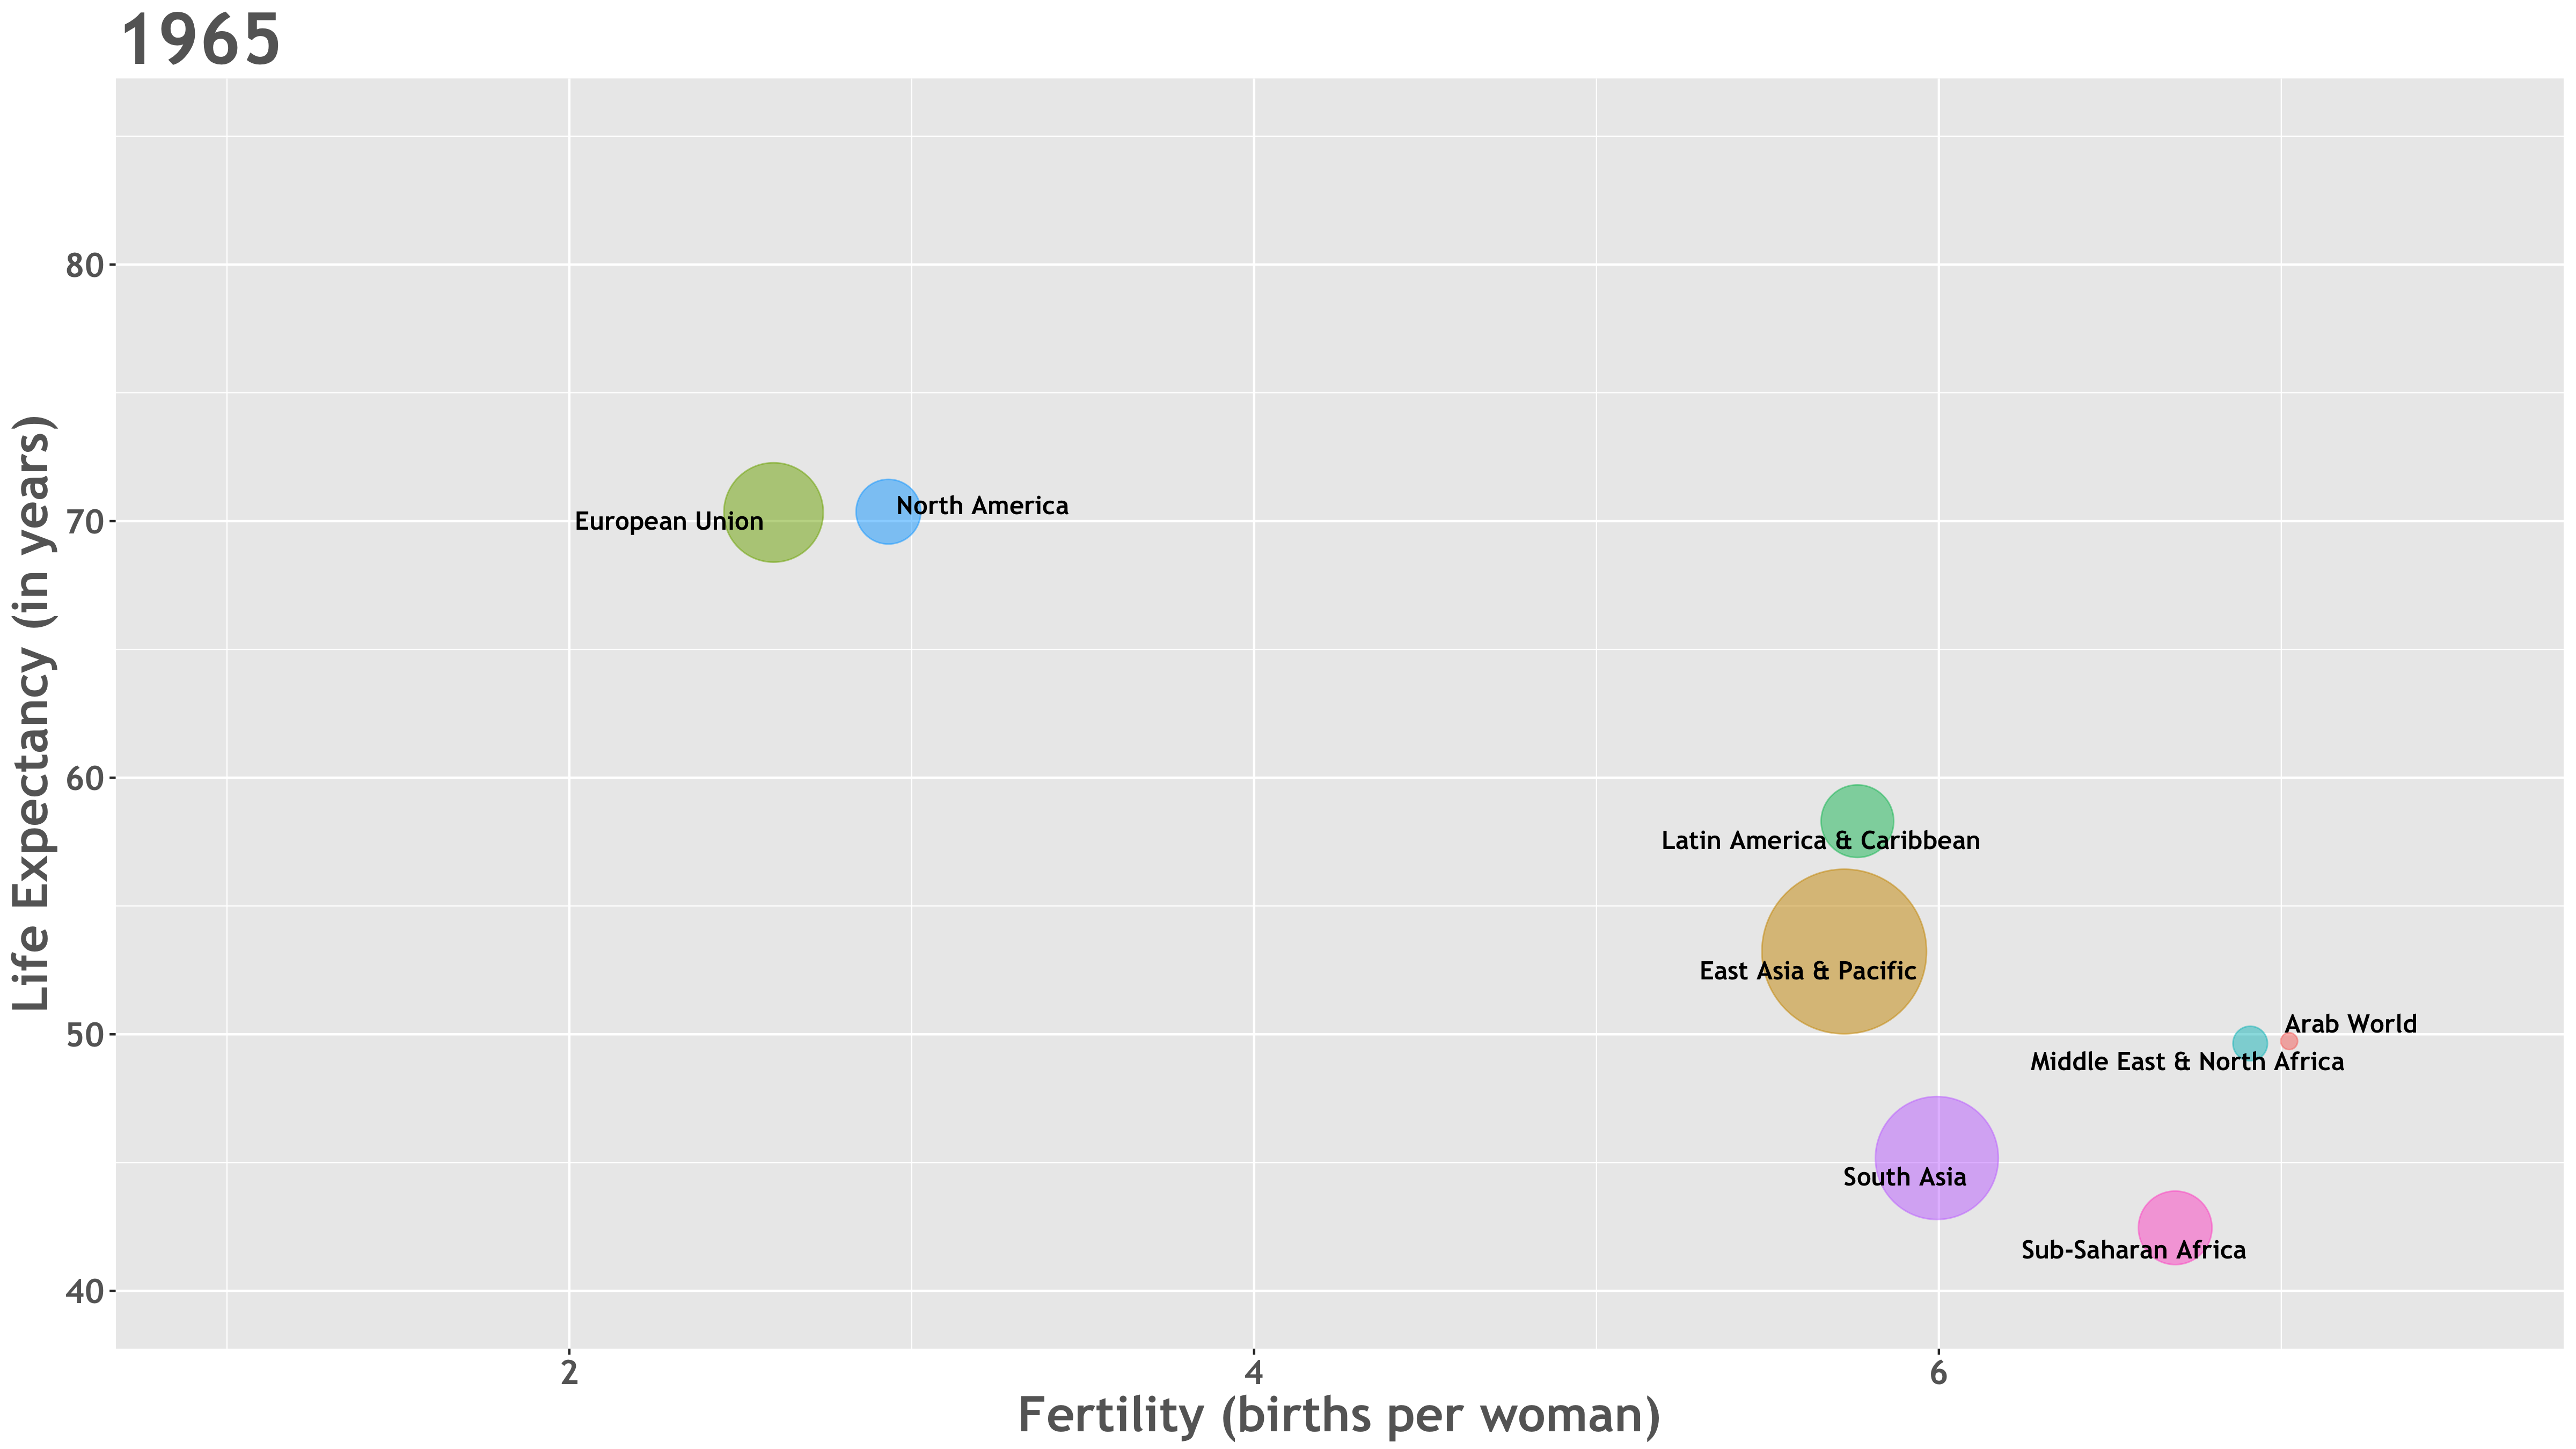 1965
Life Expectancy (in years)
80
70
60
50
40
European Union
North America
Latin America & Caribbean
East Asia & Pacific
Arab World
Middle East & North Africa
South Asia
Sub-Saharan Africa
2
4
6
Fertility (births per woman)